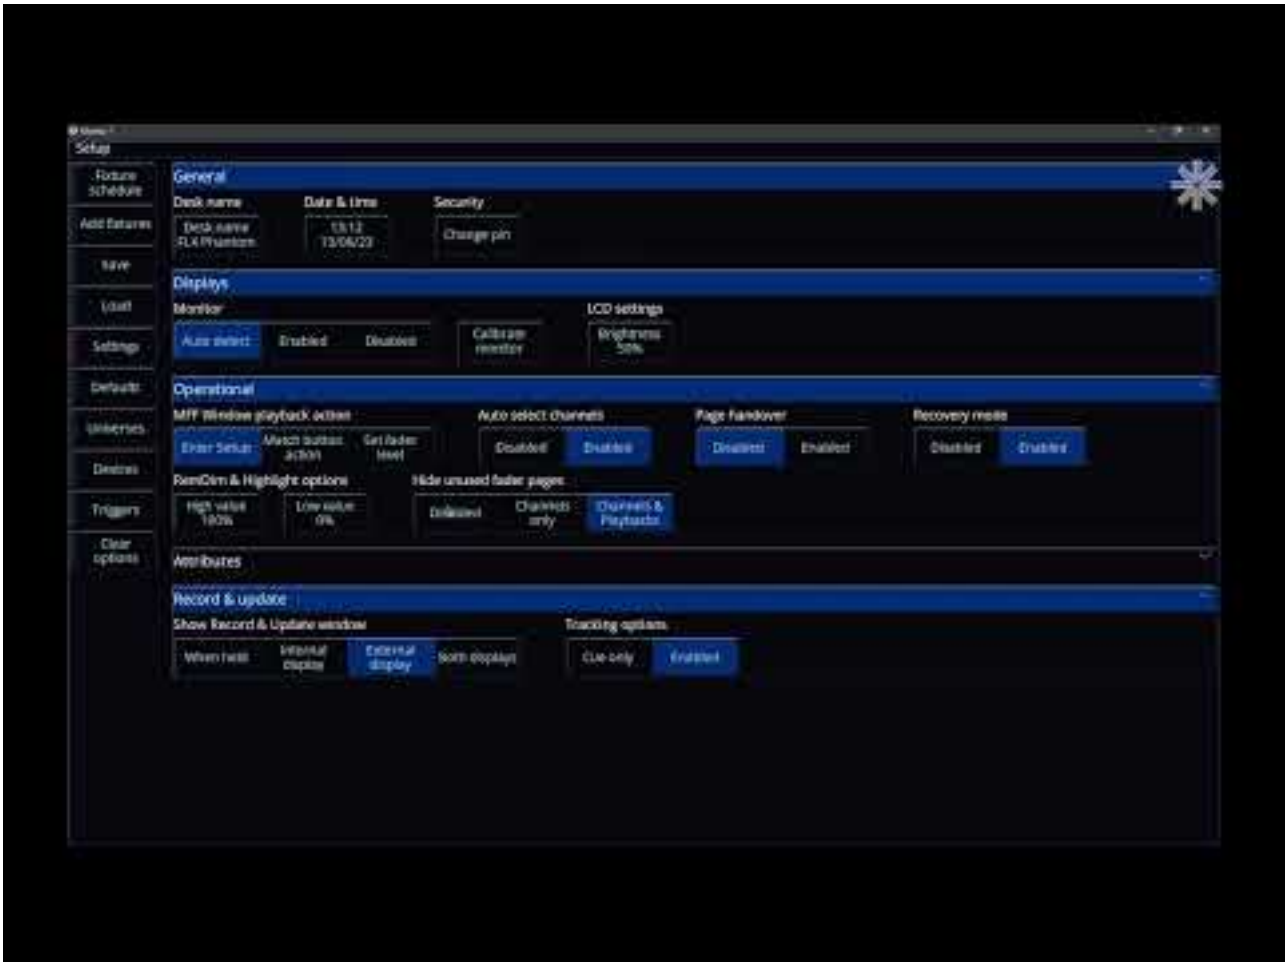 Setup
Fixture
schedule
Add fixtures
Save
Load
Settings
Defaults
Universes
Devices
Triggers
Clear
options
General
Desk name
Date & time
Security
Desk name
FLX Phantom
13:12
13/06/23
Change pin
Displays
Monitor
LCD settings
Auto detect
Enabled
Disabled
Calibrate
monitor
Brightness
50%
Operational
MFF Window playback action
Auto select channels
Page handover
Recovery mode
Enter Setup
Match button
action
Set fader
level
Disabled
Enabled
Disabled
Enabled
Disabled
Enabled
RemDim & Highlight options
Hide unused fader pages
High value
100%
Low value
0%
Disabled
Channels
only
Channels &
Playbacks
Attributes
Record & update
Show Record & Update window
Tracking options
When held
Internal
display
External
display
Both displays
Cue only
Enabled